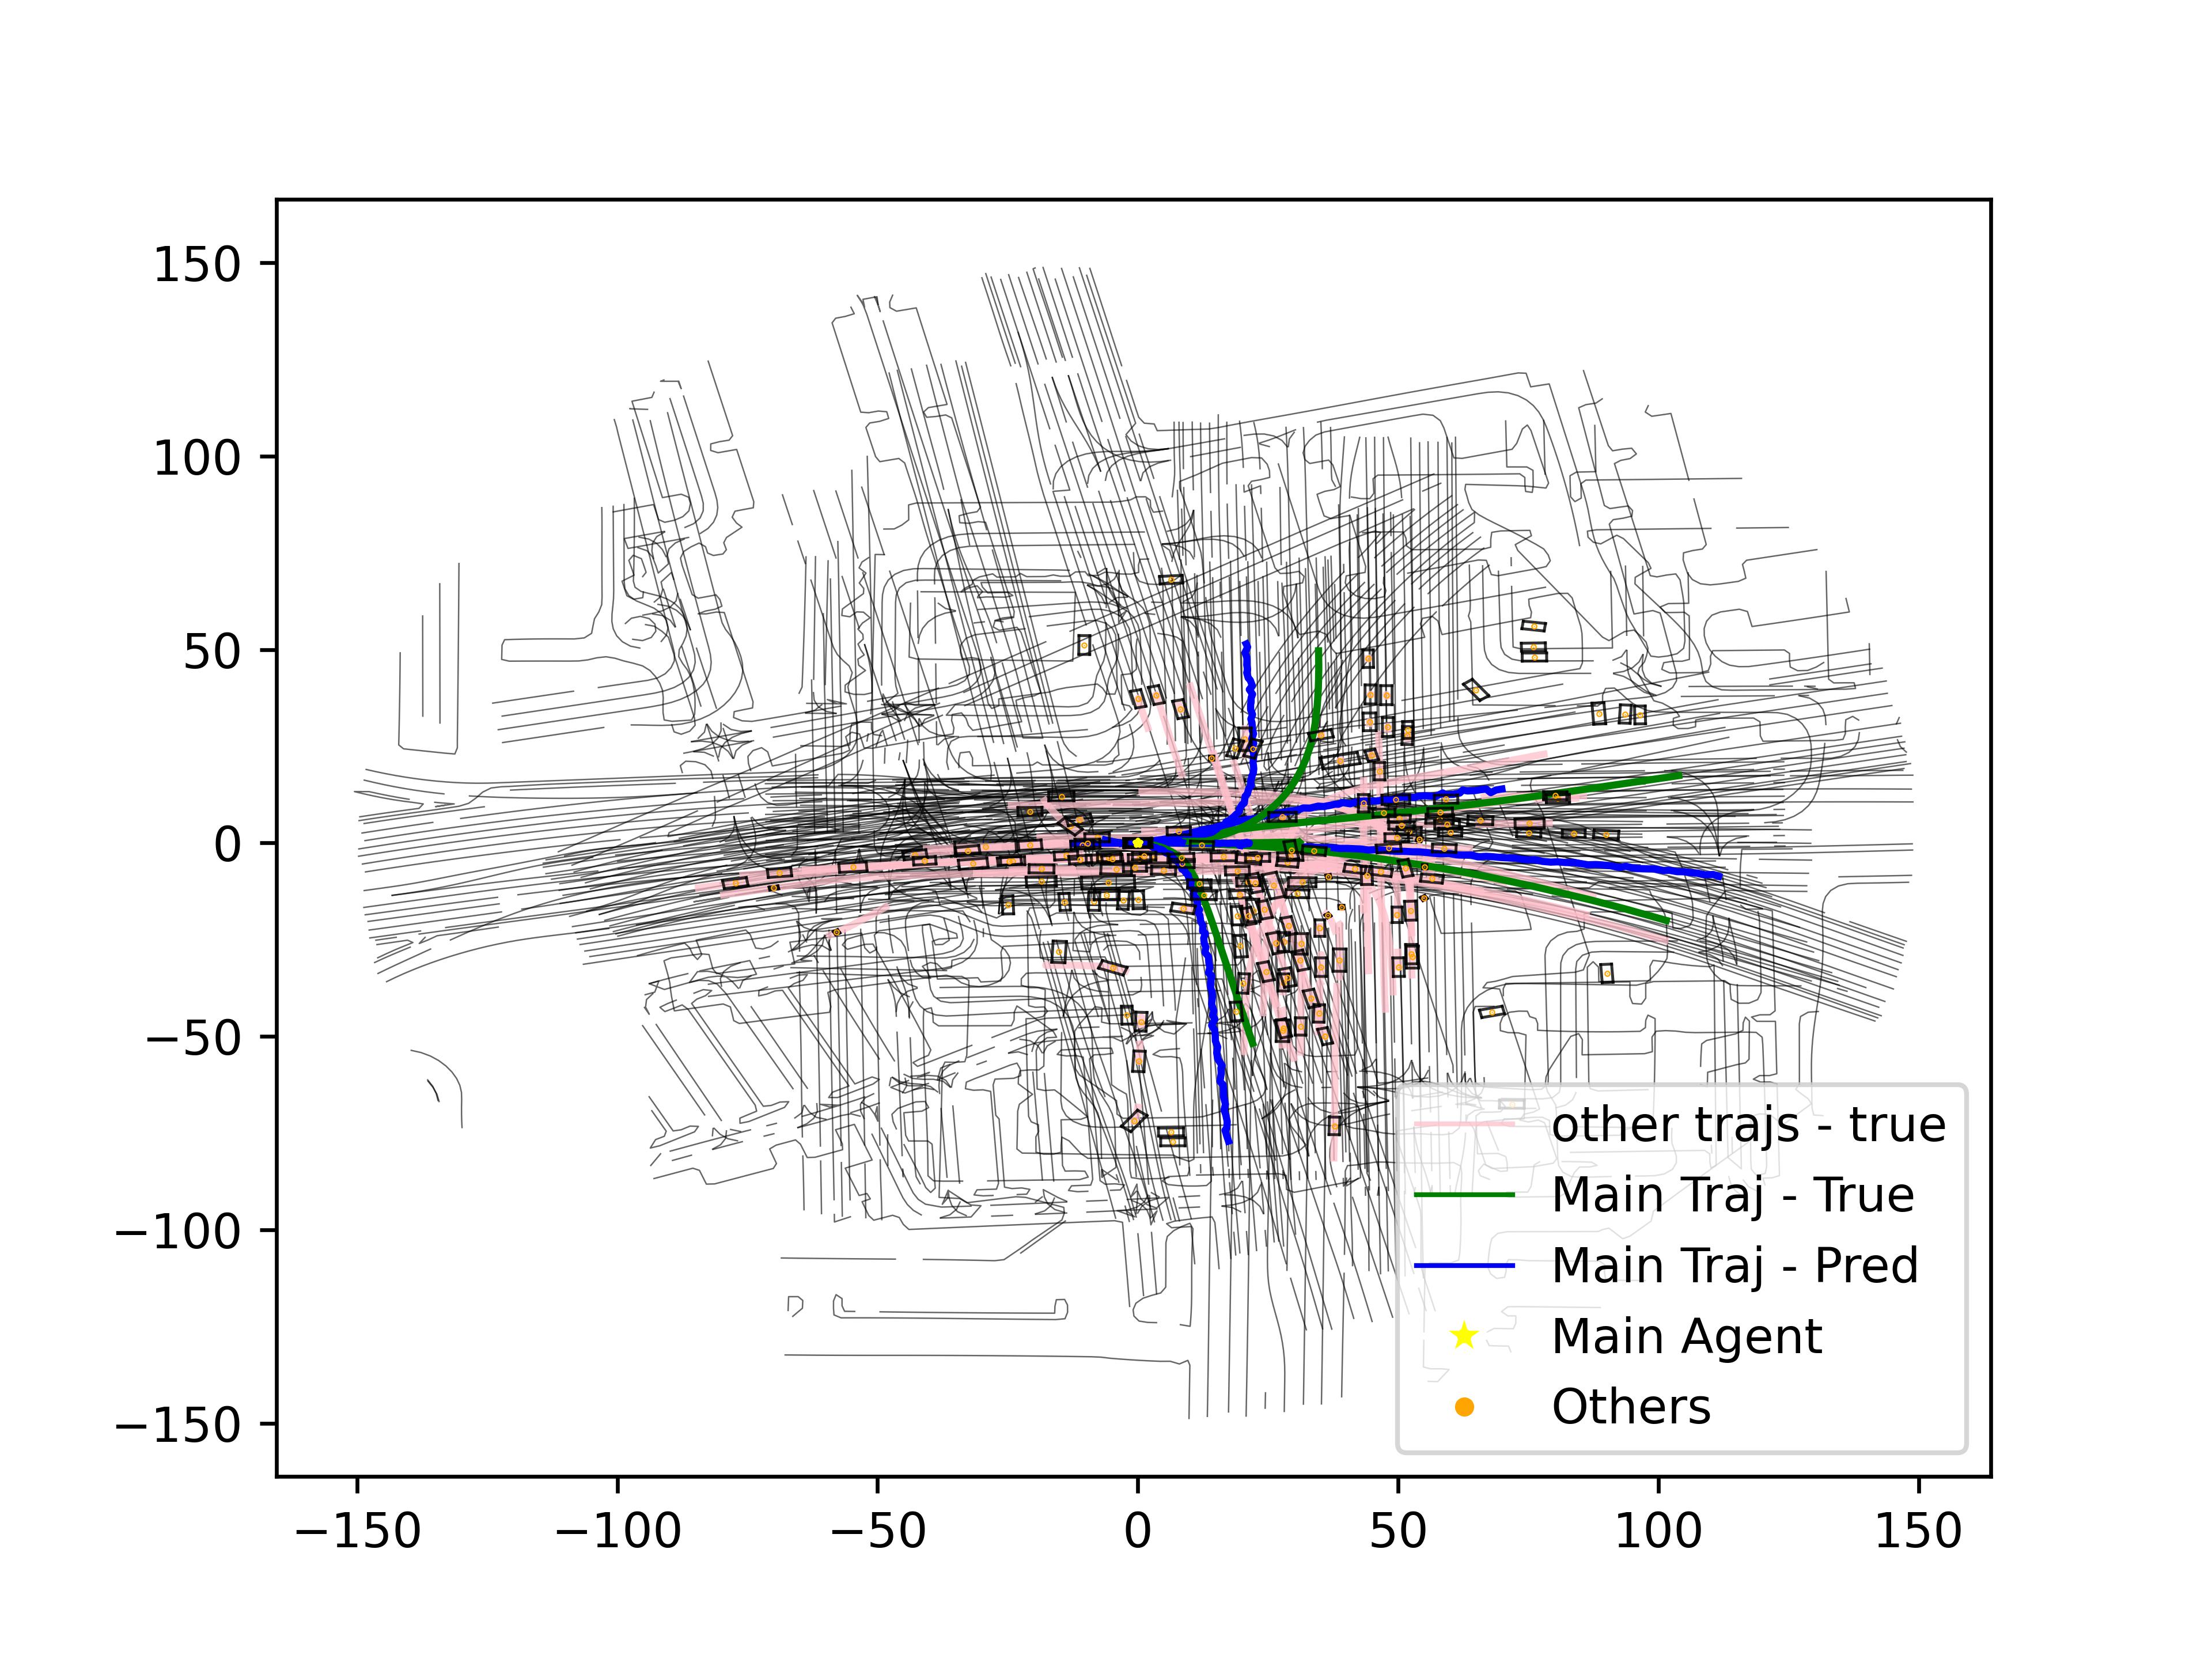 150
100
50
0
−50
−100
−150
other trajs - true
Main Traj - True
Main Traj - Pred
Main Agent
Others
−150 −100 −50 0 50 100 150